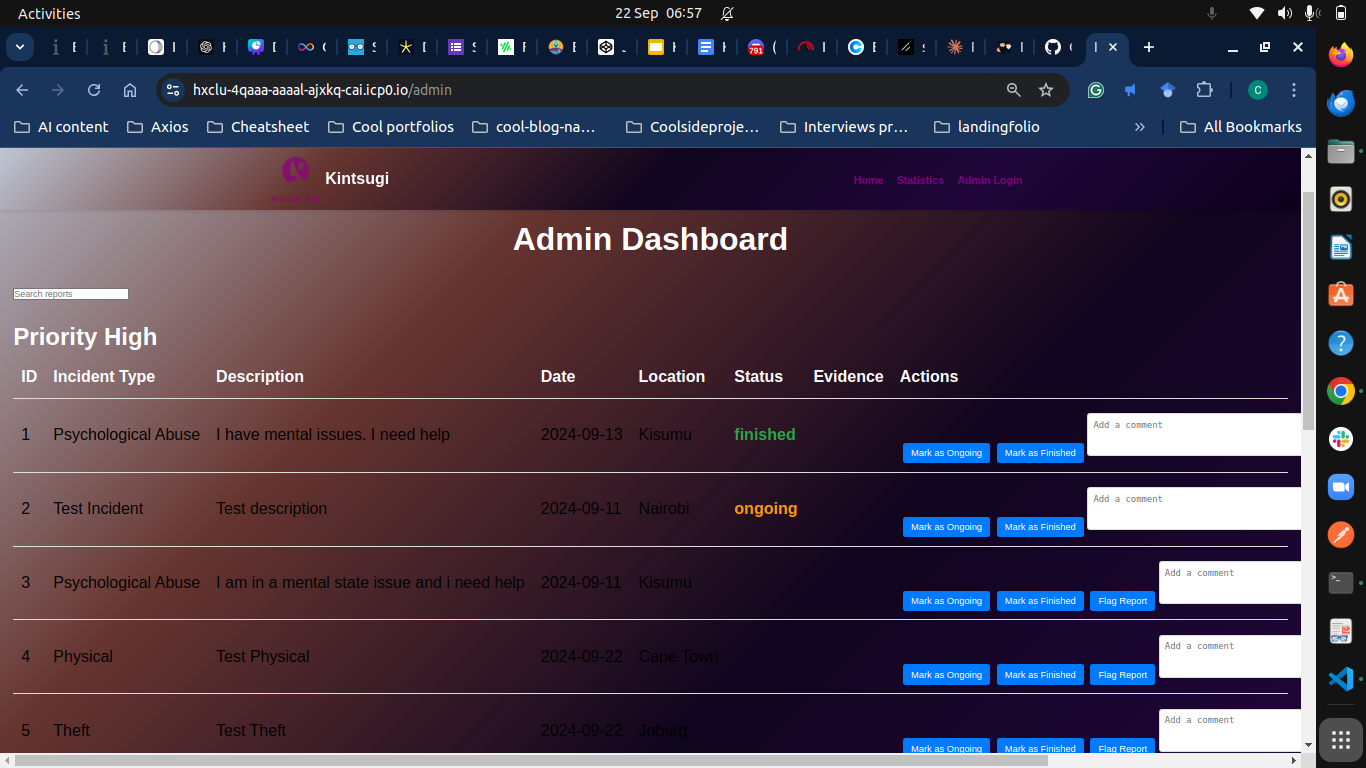 Activities
22 Sep 06:57
hxclu-4qaaa-aaaal-ajxkq-cai.icp0.io/admin
AI content Axios Cheatsheet Cool portfolios cool-blog-na… Coolsideproje… Interviews pr… landingfolio » All Bookmarks
Kintsugi
Home Statistics Admin Login
Admin Dashboard
Search reports
Priority High
ID Incident Type Description Date Location Status Evidence Actions
1 Psychological Abuse I have mental issues. I need help 2024-09-13 Kisumu finished Mark as Ongoing Mark as Finished Add a comment
2 Test Incident Test description 2024-09-11 Nairobi ongoing Mark as Ongoing Mark as Finished Add a comment
3 Psychological Abuse I am in a mental state issue and i need help 2024-09-11 Kisumu Mark as Ongoing Mark as Finished Flag Report Add a comment
4 Physical Test Physical 2024-09-22 Cape Town Mark as Ongoing Mark as Finished Flag Report Add a comment
5 Theft Test Theft 2024-09-22 Joburg Mark as Ongoing Mark as Finished Flag Report Add a comment